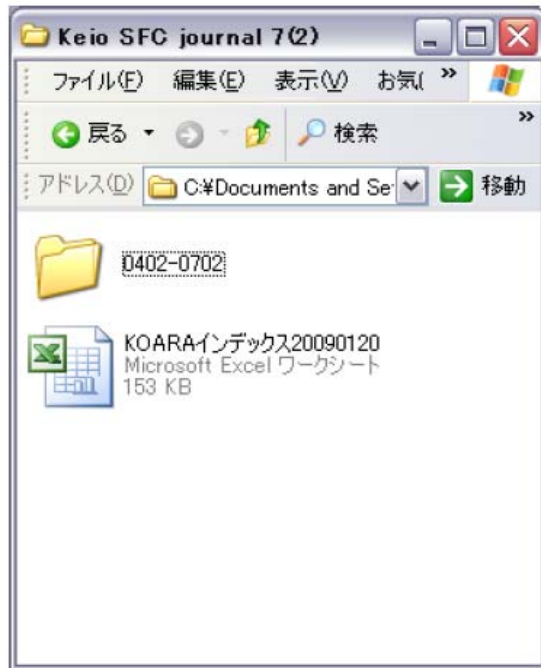 Keio SFC journal 7(2)
ファイル(F) 編集(E) 表示(V) お気( »
戻る 検索 »
アドレス(D) C:¥Documents and Se 移動
0402-0702
KOARAインデックス20090120
Microsoft Excel ワークシート
153 KB